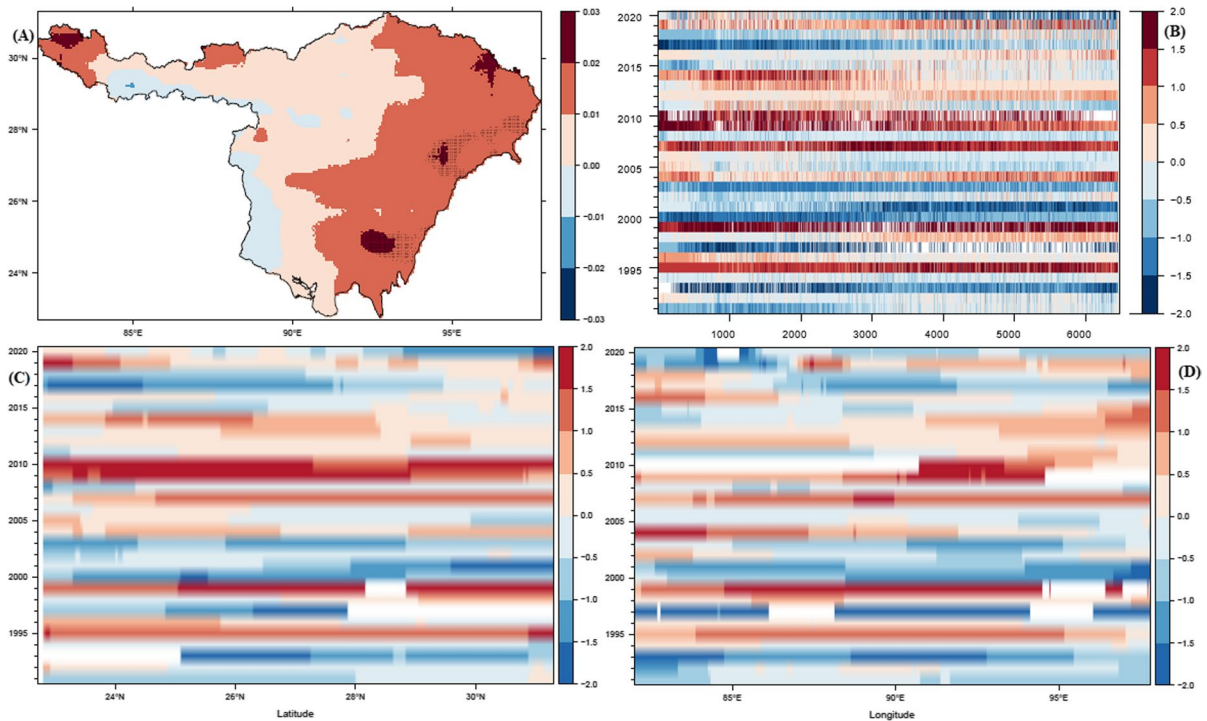 (A)
31°N
28°N
26°N
24°N
85°E
90°E
95°E
0.03
0.02
0.01
0.00
−0.01
−0.02
−0.03
(B)
2020
2015
2010
2005
2000
1995
1000
2000
3000
4000
5000
6000
2.0
1.5
1.0
0.5
0.0
−0.5
−1.0
−1.5
−2.0
(C)
2020
2015
2010
2005
2000
1995
24°N
26°N
28°N
30°N
Latitude
2.0
1.5
1.0
0.5
0.0
−0.5
−1.0
−1.5
−2.0
(D)
2020
2015
2010
2005
2000
1995
85°E
90°E
95°E
Longitude
2.0
1.5
1.0
0.5
0.0
−0.5
−1.0
−1.5
−2.0